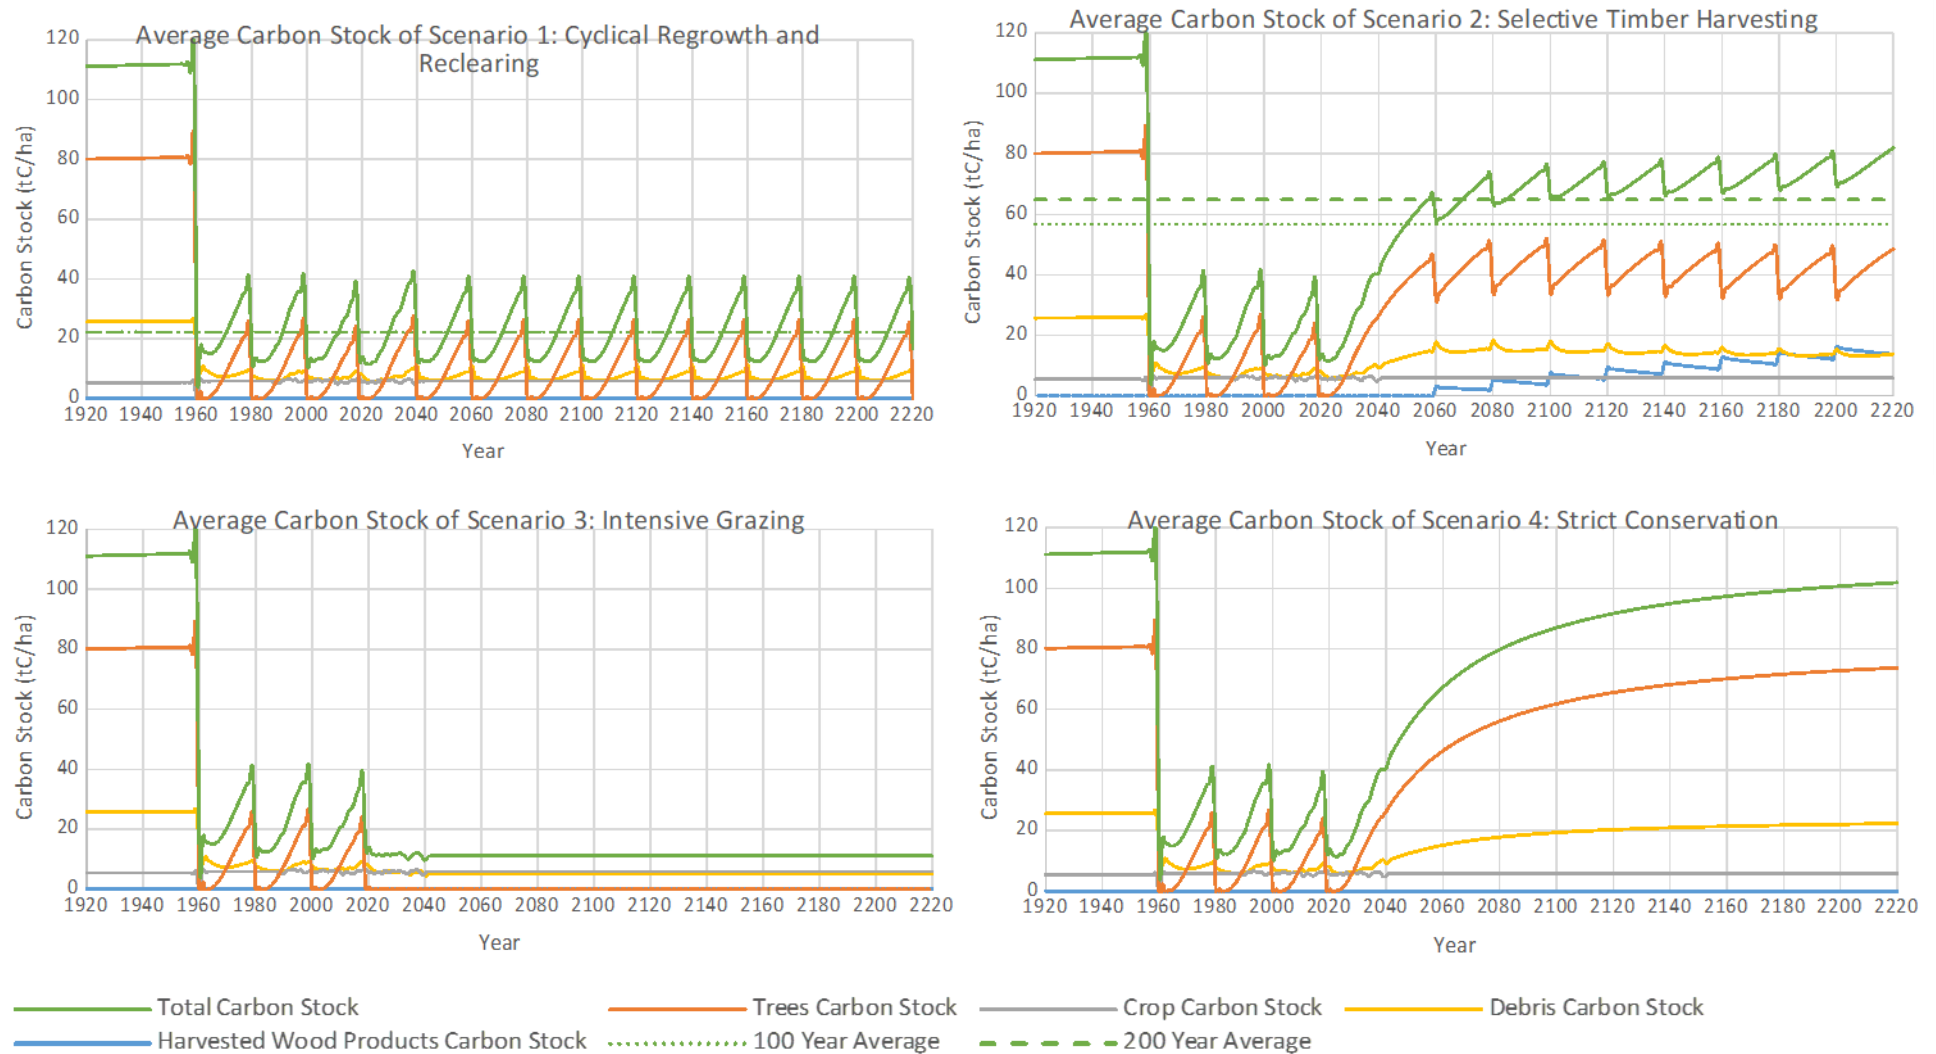 Average Carbon Stock of Scenario 1: Cyclical Regrowth and
Reclearing
Carbon Stock (tC/ha)
120
100
80
60
40
20
0
1920 1940 1960 1980 2000 2020 2040 2060 2080 2100 2120 2140 2160 2180 2200 2220
Year
Average Carbon Stock of Scenario 2: Selective Timber Harvesting
Carbon Stock (tC/ha)
120
100
80
60
40
20
0
1920 1940 1960 1980 2000 2020 2040 2060 2080 2100 2120 2140 2160 2180 2200 2220
Year
Average Carbon Stock of Scenario 3: Intensive Grazing
Carbon Stock (tC/ha)
120
100
80
60
40
20
0
1920 1940 1960 1980 2000 2020 2040 2060 2080 2100 2120 2140 2160 2180 2200 2220
Year
Average Carbon Stock of Scenario 4: Strict Conservation
Carbon Stock (tC/ha)
120
100
80
60
40
20
0
1920 1940 1960 1980 2000 2020 2040 2060 2080 2100 2120 2140 2160 2180 2200 2220
Year
Total Carbon Stock
Trees Carbon Stock
Crop Carbon Stock
Debris Carbon Stock
Harvested Wood Products Carbon Stock
100 Year Average
200 Year Average